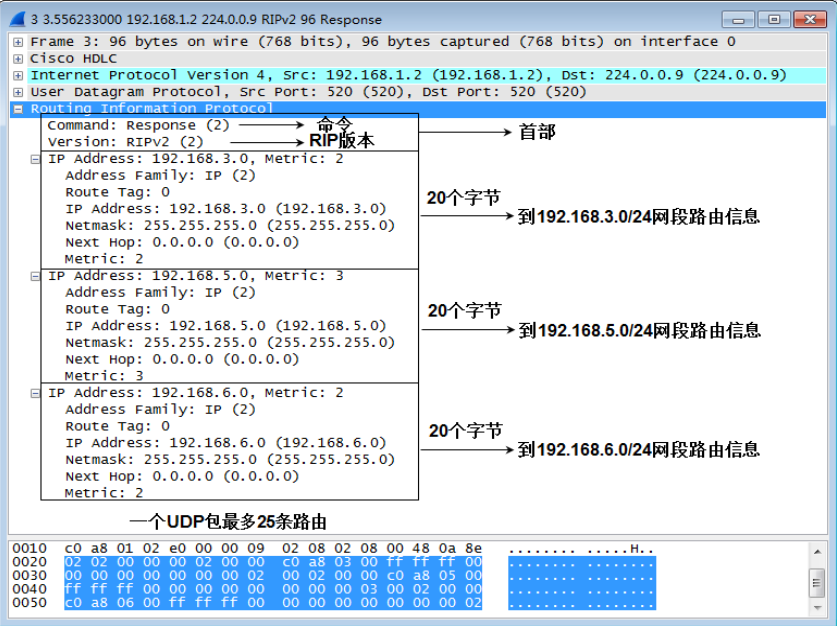 3 3.556233000 192.168.1.2 224.0.0.9 RIPv2 96 Response
Frame 3: 96 bytes on wire (768 bits), 96 bytes captured (768 bits) on interface 0
Cisco HDLC
Internet Protocol Version 4, Src: 192.168.1.2 (192.168.1.2), Dst: 224.0.0.9 (224.0.0.9)
User Datagram Protocol, Src Port: 520 (520), Dst Port: 520 (520)
Routing Information Protocol
Command: Response (2) 命令
首部
Version: RIPv2 (2) RIP版本
IP Address: 192.168.3.0, Metric: 2
Address Family: IP (2)
Route Tag: 0
IP Address: 192.168.3.0 (192.168.3.0)
Netmask: 255.255.255.0 (255.255.255.0)
Next Hop: 0.0.0.0 (0.0.0.0)
Metric: 2
20个字节
到192.168.3.0/24网段路由信息
IP Address: 192.168.5.0, Metric: 3
Address Family: IP (2)
Route Tag: 0
IP Address: 192.168.5.0 (192.168.5.0)
Netmask: 255.255.255.0 (255.255.255.0)
Next Hop: 0.0.0.0 (0.0.0.0)
Metric: 3
20个字节
到192.168.5.0/24网段路由信息
IP Address: 192.168.6.0, Metric: 2
Address Family: IP (2)
Route Tag: 0
IP Address: 192.168.6.0 (192.168.6.0)
Netmask: 255.255.255.0 (255.255.255.0)
Next Hop: 0.0.0.0 (0.0.0.0)
Metric: 2
20个字节
到192.168.6.0/24网段路由信息
一个UDP包最多25条路由
0010 c0 a8 01 02 e0 00 00 09 02 08 02 08 00 48 0a 8e ........ .....H..
0020 02 02 00 00 00 02 00 00 c0 a8 03 00 ff ff ff 00 ........ ........
0030 00 00 00 00 00 00 00 02 00 02 00 00 c0 a8 05 00 ........ ........
0040 ff ff ff 00 00 00 00 00 00 00 00 03 00 02 00 00 ........ ........
0050 c0 a8 06 00 ff ff ff 00 00 00 00 00 00 00 00 02 ........ ........